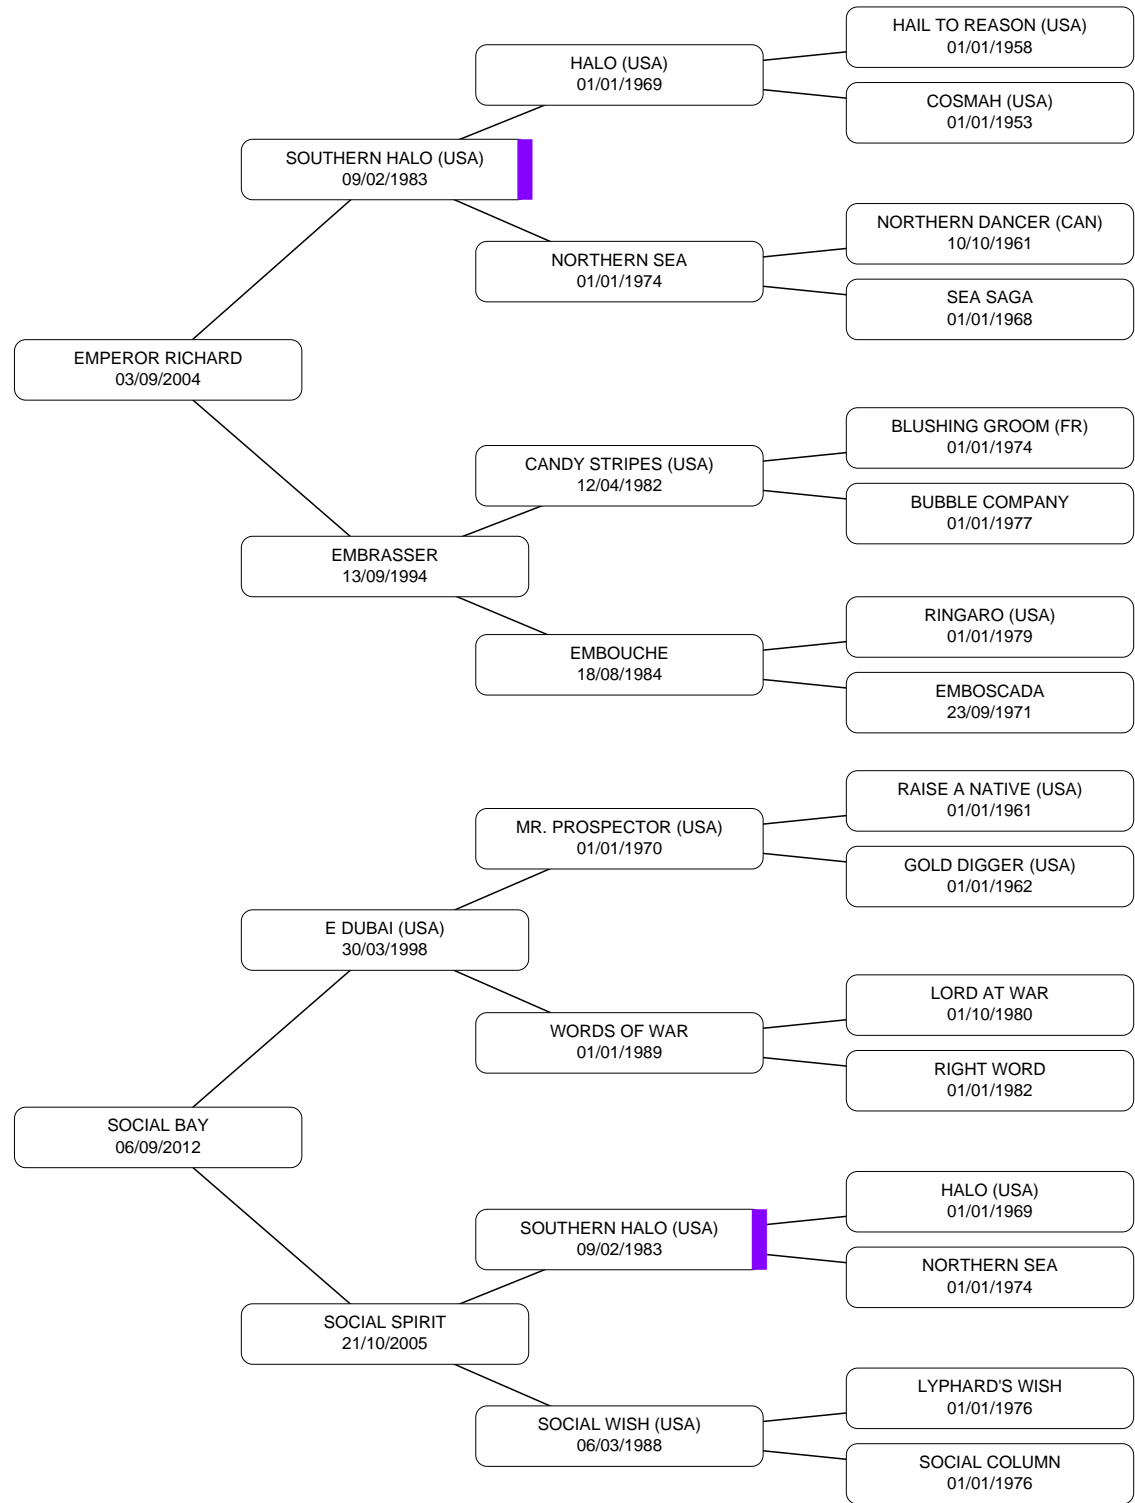 HAIL TO REASON (USA)
01/01/1958
HALO (USA)
01/01/1969
COSMAH (USA)
01/01/1953
SOUTHERN HALO (USA)
09/02/1983
NORTHERN DANCER (CAN)
10/10/1961
NORTHERN SEA
01/01/1974
SEA SAGA
01/01/1968
EMPEROR RICHARD
03/09/2004
BLUSHING GROOM (FR)
01/01/1974
CANDY STRIPES (USA)
12/04/1982
BUBBLE COMPANY
01/01/1977
EMBRASSER
13/09/1994
RINGARO (USA)
01/01/1979
EMBOUCHE
18/08/1984
EMBOSCADA
23/09/1971
RAISE A NATIVE (USA)
01/01/1961
MR. PROSPECTOR (USA)
01/01/1970
GOLD DIGGER (USA)
01/01/1962
E DUBAI (USA)
30/03/1998
LORD AT WAR
01/10/1980
WORDS OF WAR
01/01/1989
RIGHT WORD
01/01/1982
SOCIAL BAY
06/09/2012
HALO (USA)
01/01/1969
SOUTHERN HALO (USA)
09/02/1983
NORTHERN SEA
01/01/1974
SOCIAL SPIRIT
21/10/2005
LYPHARD'S WISH
01/01/1976
SOCIAL WISH (USA)
06/03/1988
SOCIAL COLUMN
01/01/1976